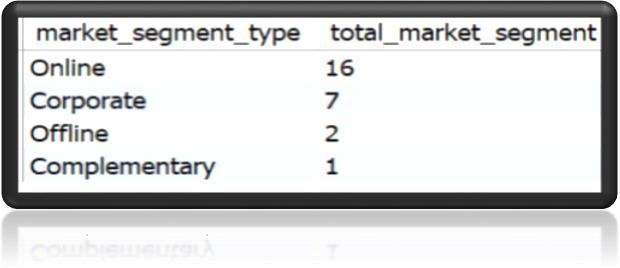 market_segment_type total_market_segment
Online 16
Corporate 7
Offline 2
Complementary 1